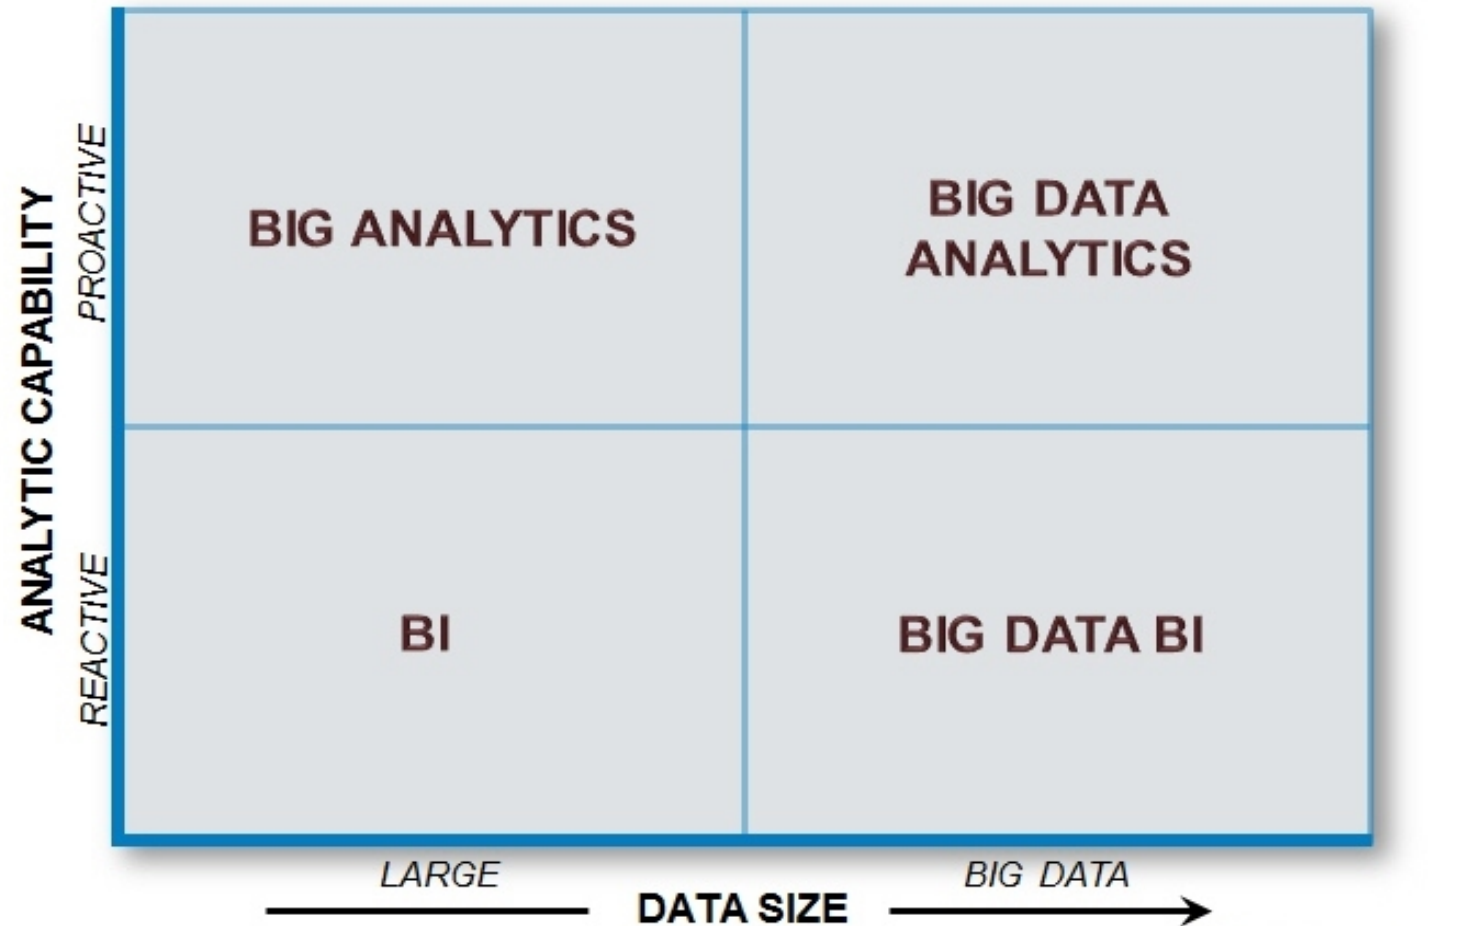 ANALYTIC CAPABILITY
PROACTIVE
REACTIVE
BIG ANALYTICS
BIG DATA
ANALYTICS
BI
BIG DATA BI
LARGE
BIG DATA
DATA SIZE